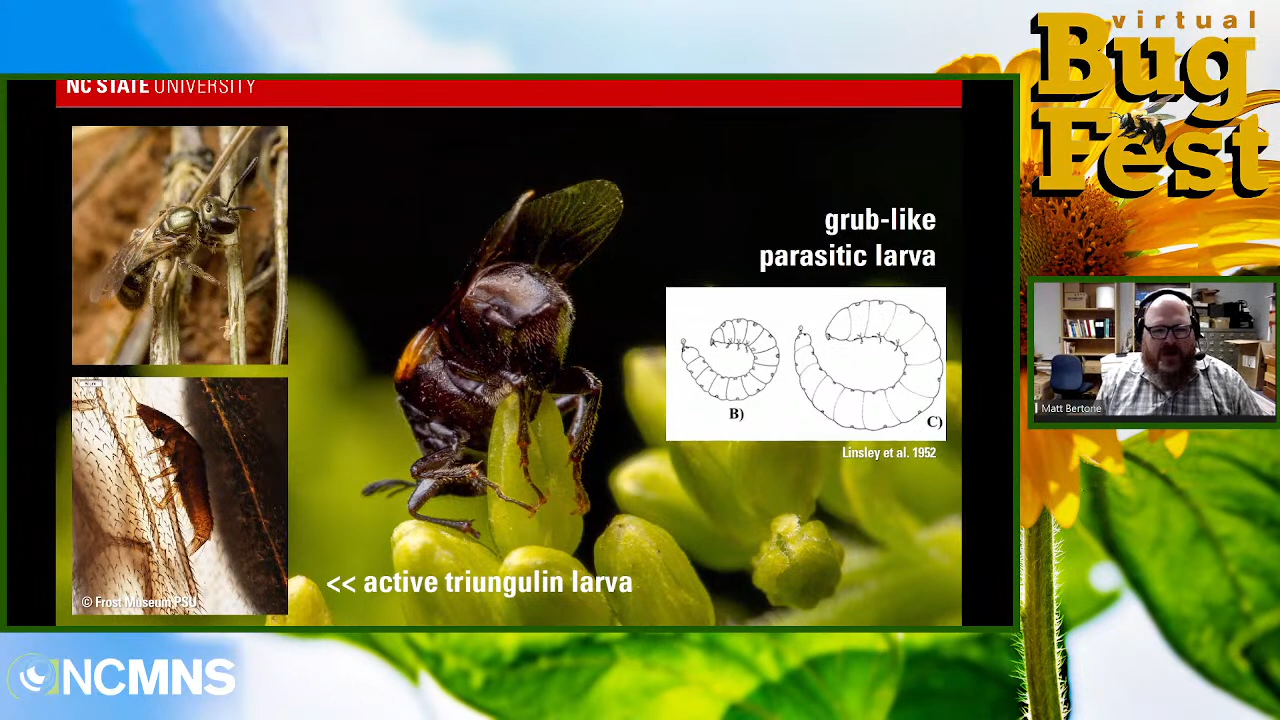 NC STATE UNIVERSITY
grub-like
parasitic larva
B)
C)
Linsley et al. 1952
<< active triungulin larva
© Frost Museum PSU
virtual
Bug
Fest
Matt Bertone
NCMNS